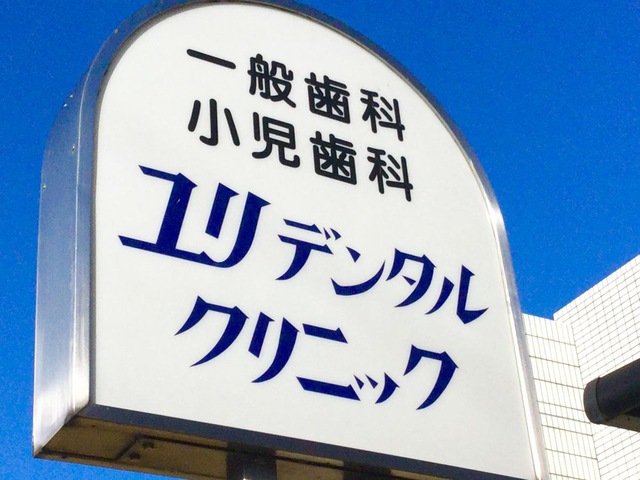 一般歯科
小児歯科
ユリデンタル
クリニック